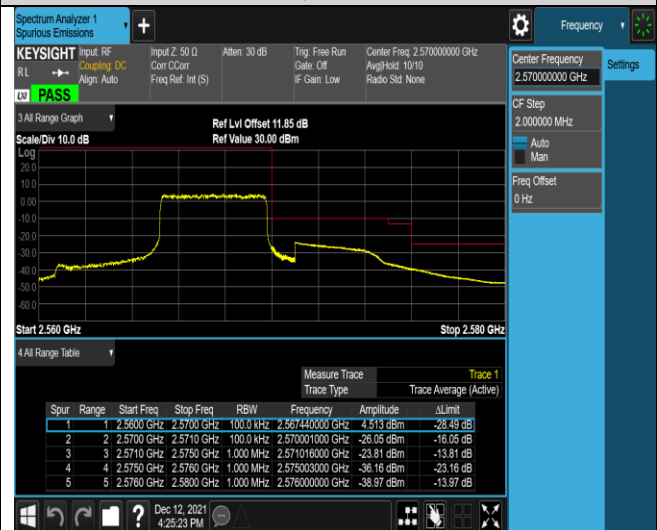 Spectrum Analyzer 1
Spurious Emissions
Frequency
KEYSIGHT Input: RF Input Z: 50 Ω Atten: 30 dB Trig: Free Run Center Freq: 2.570000000 GHz
RL Coupling: DC Corr CCorr Gate: Off Avg|Hold: 10/10
Align: Auto Freq Ref: Int (S) IF Gain: Low Radio Std: None
LXI PASS
Center Frequency
2.570000000 GHz
Settings
CF Step
2.000000 MHz
Auto
Man
Freq Offset
0 Hz
3 All Range Graph
Ref Lvl Offset 11.85 dB
Scale/Div 10.0 dB Ref Value 30.00 dBm
Log
20.0
10.0
0.00
-10.0
-20.0
-30.0
-40.0
-50.0
-60.0
Start 2.560 GHz Stop 2.580 GHz
4 All Range Table
Measure Trace Trace 1
Trace Type Trace Average (Active)
Spur Range Start Freq Stop Freq RBW Frequency Amplitude ΔLimit
1 1 2.5600 GHz 2.5700 GHz 100.0 kHz 2.567440000 GHz 4.513 dBm -28.49 dB
2 2 2.5700 GHz 2.5710 GHz 100.0 kHz 2.570001000 GHz -26.05 dBm -16.05 dB
3 3 2.5710 GHz 2.5750 GHz 1.000 MHz 2.571016000 GHz -23.81 dBm -13.81 dB
4 4 2.5750 GHz 2.5760 GHz 1.000 MHz 2.575003000 GHz -36.16 dBm -23.16 dB
5 5 2.5760 GHz 2.5800 GHz 1.000 MHz 2.576000000 GHz -38.97 dBm -13.97 dB
Dec 12, 2021
4:25:23 PM